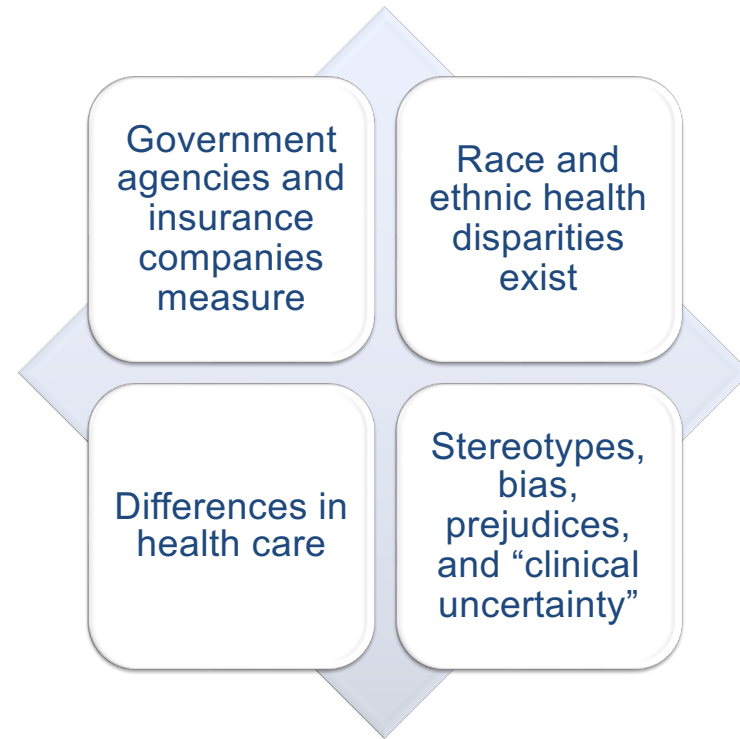 Government
agencies and
insurance
companies
measure
Race and
ethnic health
disparities
exist
Differences in
health care
Stereotypes,
bias,
prejudices,
and “clinical
uncertainty”